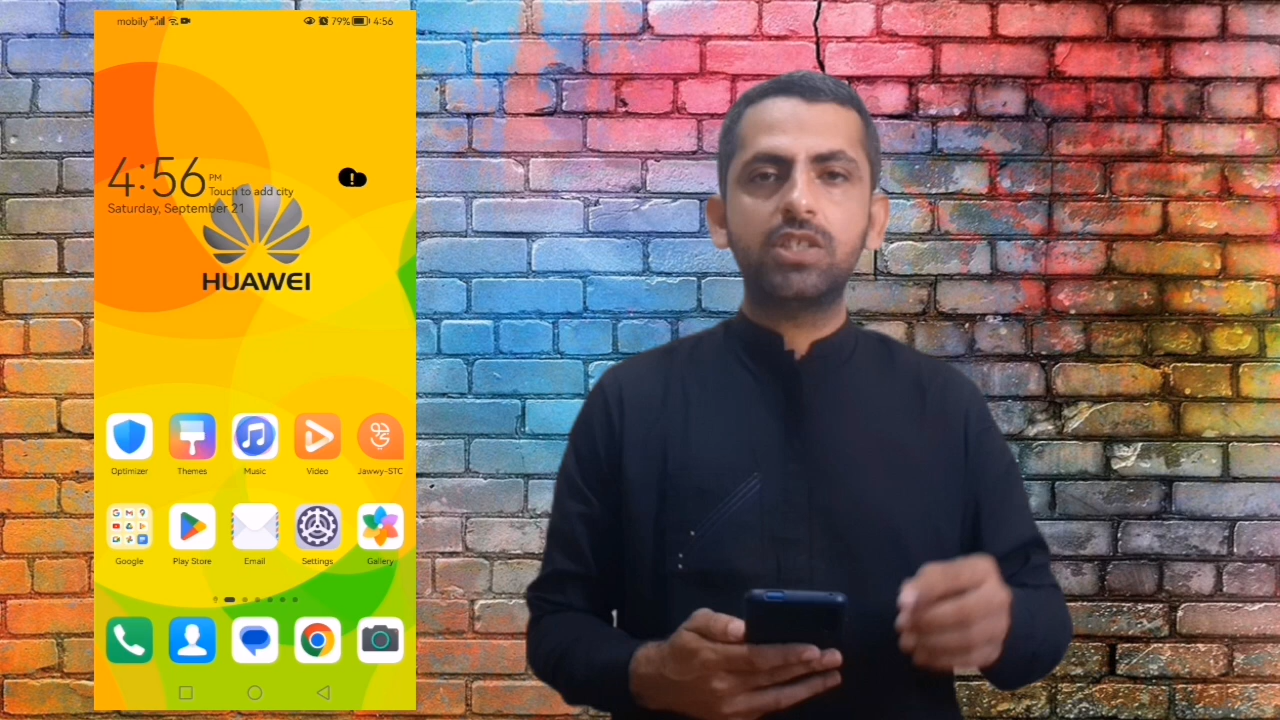 mobily 79% 4:56
4:56 PM
Touch to add city
Saturday, September 21
HUAWEI
Optimizer Themes Music Video Jawwy-STC
Google Play Store Email Settings Gallery